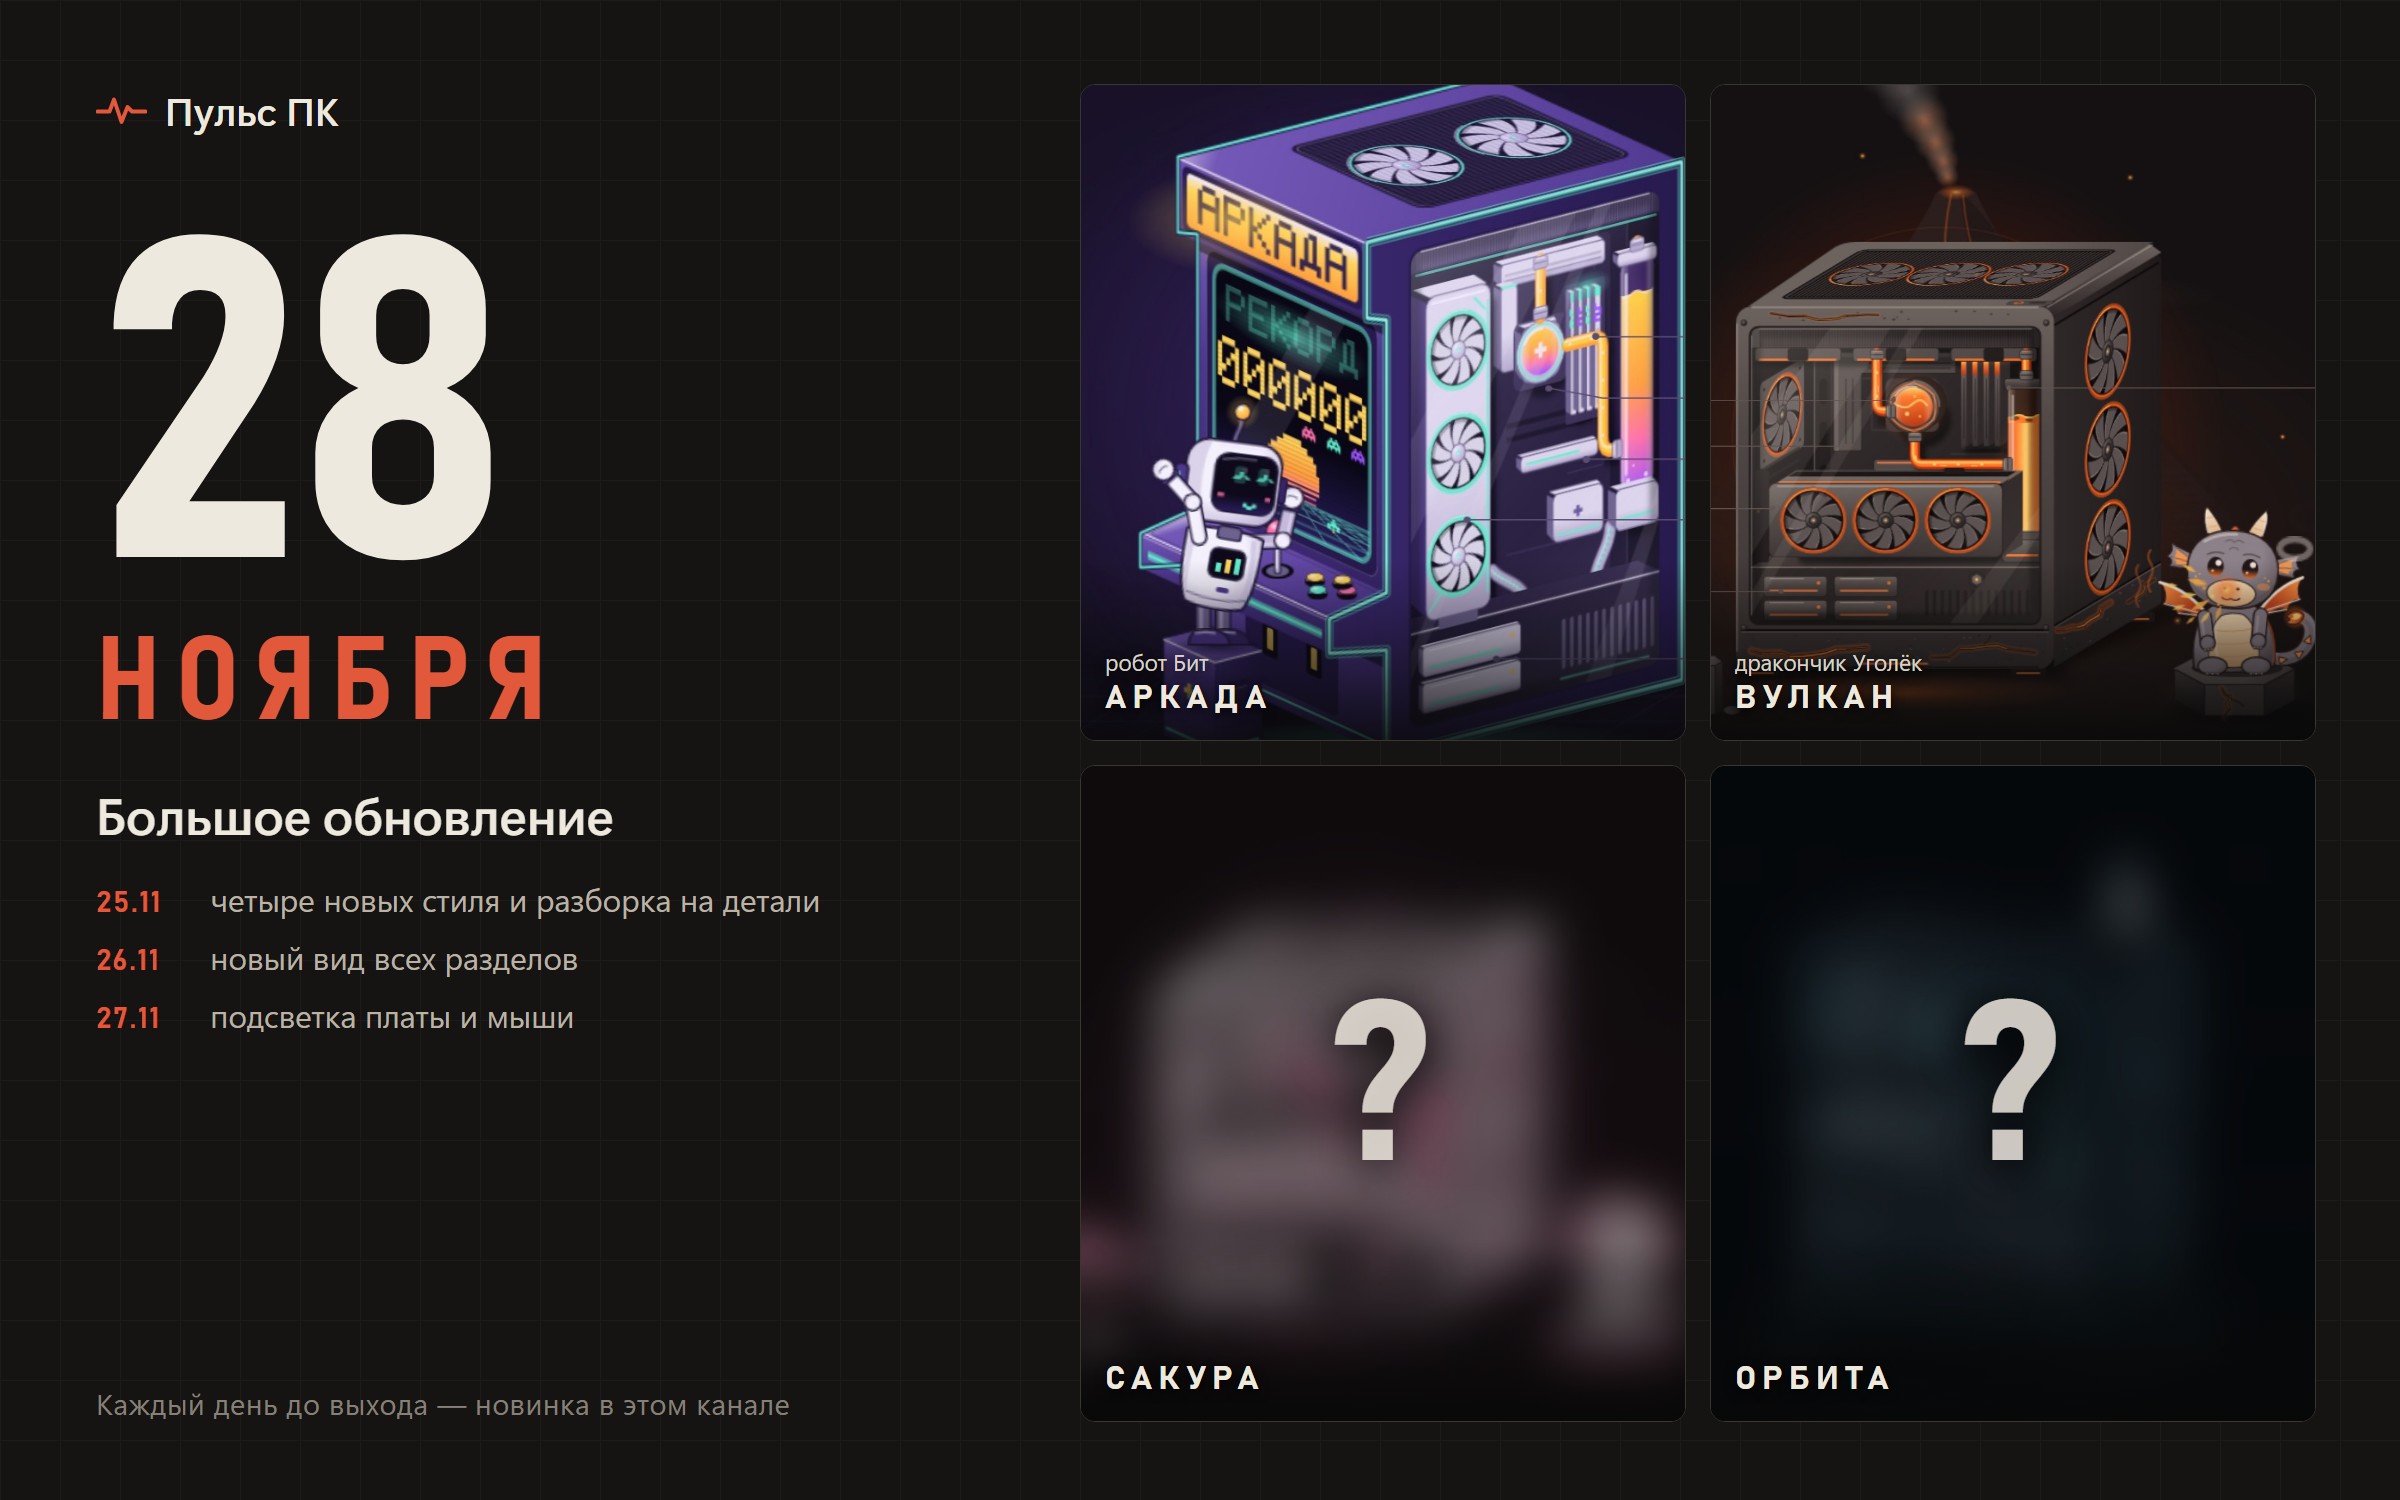 Пульс ПК
28
НОЯБРЯ
Большое обновление
25.11 четыре новых стиля и разборка на детали
26.11 новый вид всех разделов
27.11 подсветка платы и мыши
Каждый день до выхода — новинка в этом канале
АРКАДА
РЕКОРД
000000
робот Бит
АРКАДА
дракончик Уголёк
ВУЛКАН
?
САКУРА
?
ОРБИТА